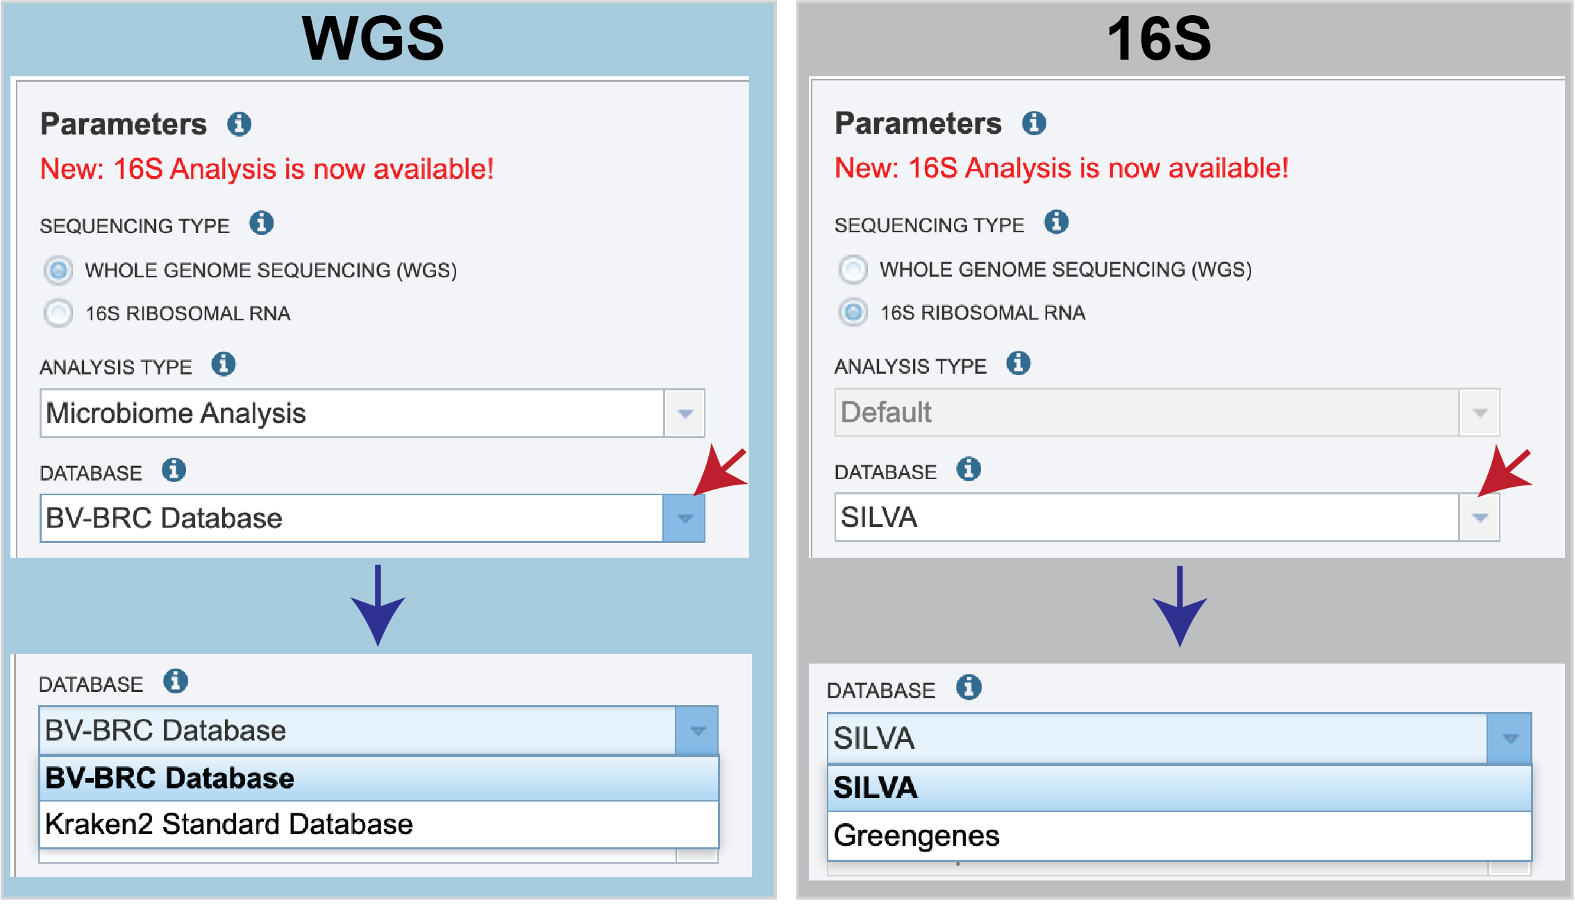 WGS
Parameters
New: 16S Analysis is now available!
SEQUENCING TYPE
WHOLE GENOME SEQUENCING (WGS)
16S RIBOSOMAL RNA
ANALYSIS TYPE
Microbiome Analysis
DATABASE
BV-BRC Database
DATABASE
BV-BRC Database
BV-BRC Database
Kraken2 Standard Database
16S
Parameters
New: 16S Analysis is now available!
SEQUENCING TYPE
WHOLE GENOME SEQUENCING (WGS)
16S RIBOSOMAL RNA
ANALYSIS TYPE
Default
DATABASE
SILVA
DATABASE
SILVA
SILVA
Greengenes